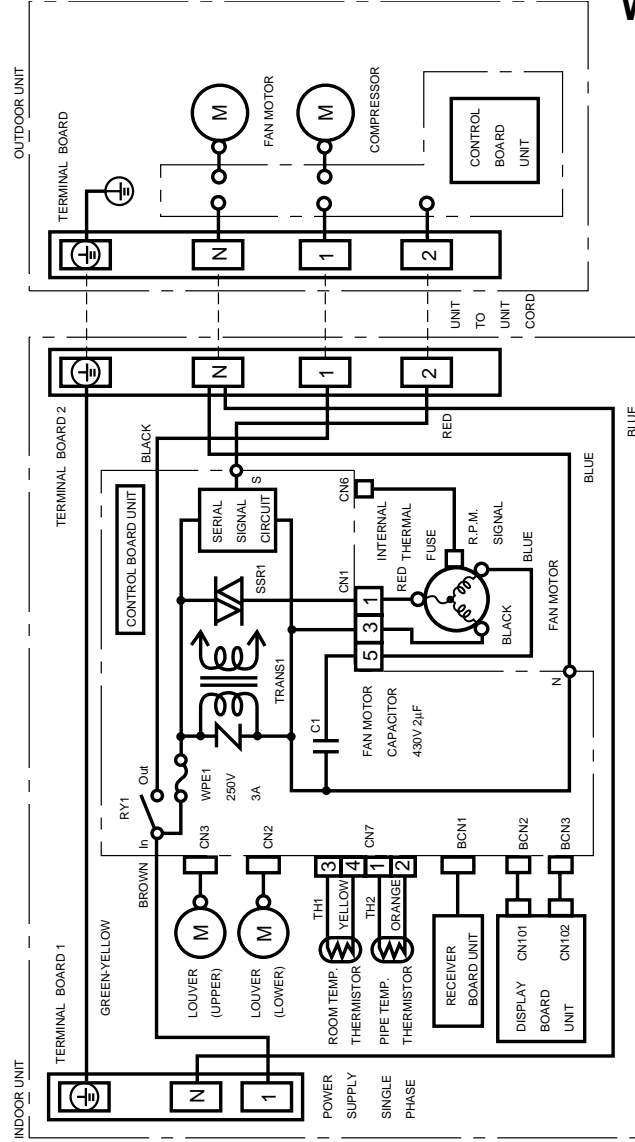 W
OUTDOOR UNIT
TERMINAL BOARD
N
1
2
M
FAN MOTOR
M
COMPRESSOR
CONTROL
BOARD
UNIT
UNIT
TO
UNIT
CORD
INDOOR UNIT
TERMINAL BOARD 2
N
1
2
BLACK
RED
BLUE
BLUE
CONTROL BOARD UNIT
SERIAL
SIGNAL
CIRCUIT
S
SSR1
TRANS1
RY1
In
Out
WPE1
250V
3A
C1
FAN MOTOR
CAPACITOR
430V 2µF
CN1
1
3
5
CN6
INTERNAL
THERMAL
FUSE
RED
R.P.M.
SIGNAL
BLUE
BLACK
FAN MOTOR
N
TERMINAL BOARD 1
GREEN-YELLOW
BROWN
N
1
POWER
SUPPLY
SINGLE
PHASE
CN3
M
LOUVER
(UPPER)
CN2
M
LOUVER
(LOWER)
CN7
3
4
1
2
TH1
YELLOW
TH2
ORANGE
ROOM TEMP.
THERMISTOR
PIPE TEMP.
THERMISTOR
BCN1
RECEIVER
BOARD UNIT
BCN2
BCN3
CN101
CN102
DISPLAY
BOARD
UNIT